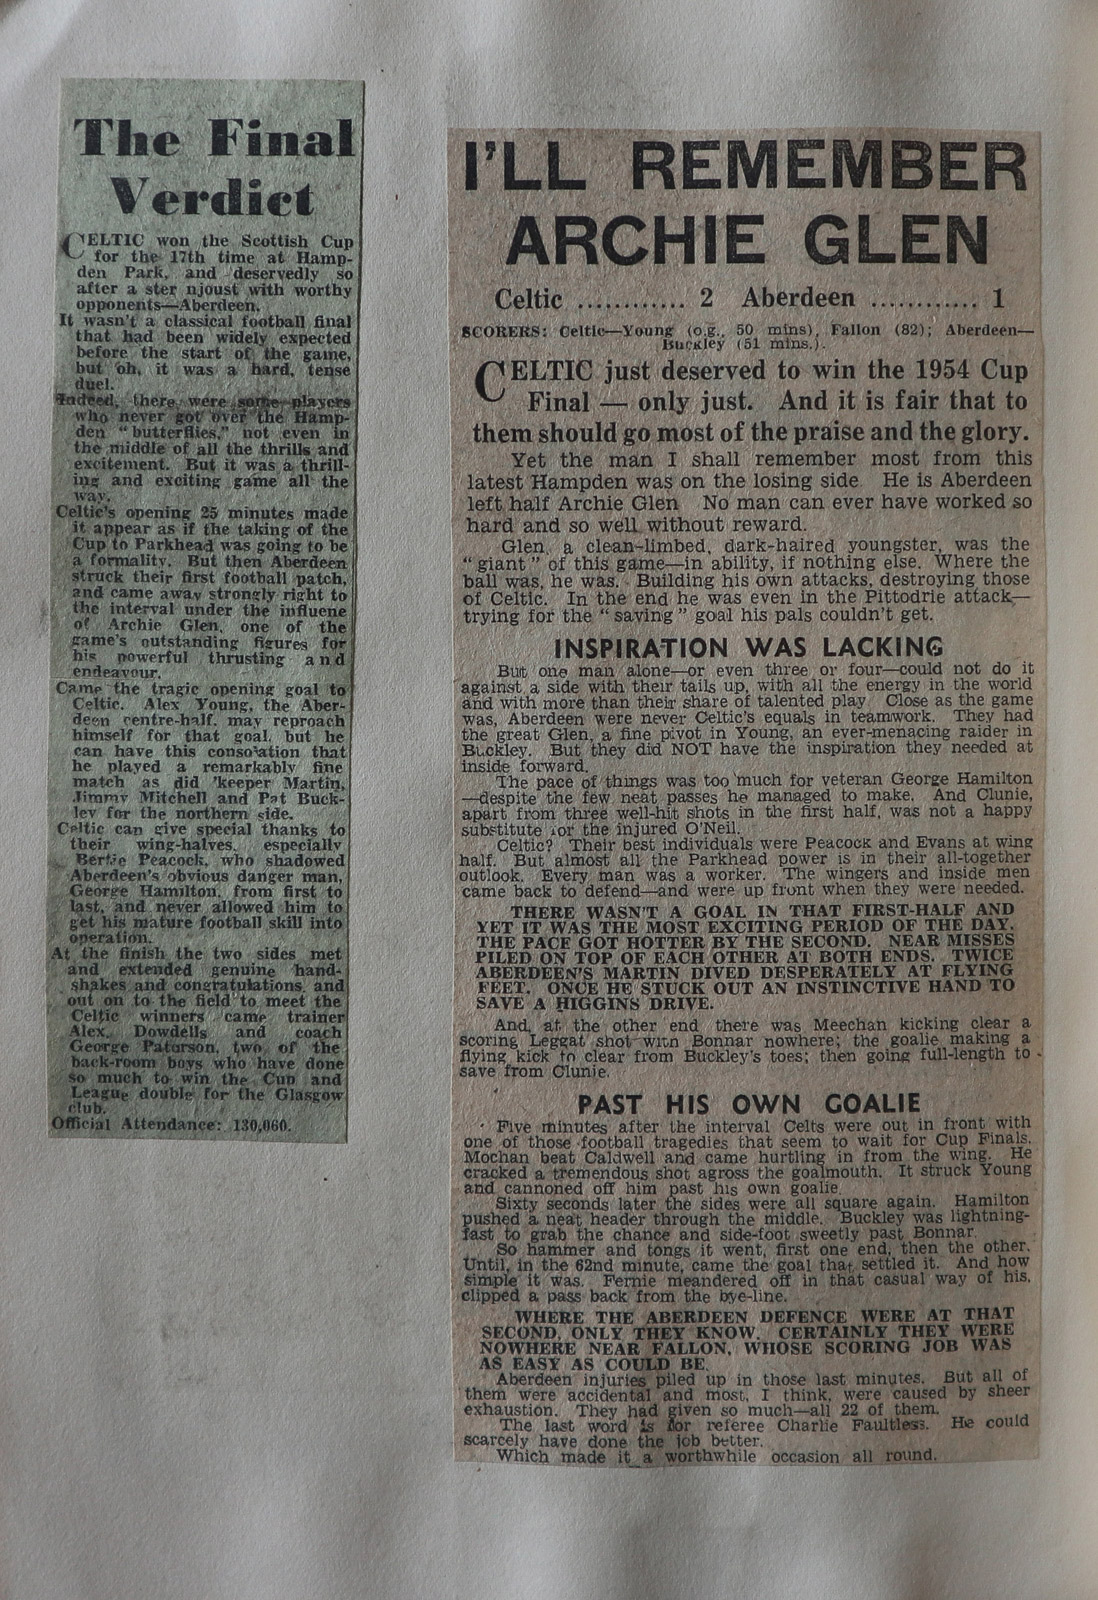 The Final
Verdict
CELTIC won the Scottish Cup
for the 17th time at Hamp-
den Park, and deservedly so
after a ster njoust with worthy
opponents—Aberdeen.
It wasn't a classical football final
that had been widely expected
before the start of the game,
but oh, it was a hard, tense
duel.
Indeed, there were some players
who never got over the Hamp-
den "butterflies," not even in
the middle of all the thrills and
excitement. But it was a thrill-
ing and exciting game all the
way.
Celtic's opening 25 minutes made
it appear as if the taking of the
Cup to Parkhead was going to be
a formality. But then Aberdeen
struck their first football patch,
and came away strongly right to
the interval under the influene
of Archie Glen, one of the
game's outstanding figures for
his powerful thrusting and
endeavour.
Came the tragic opening goal to
Celtic. Alex Young, the Aber-
deen centre-half, may reproach
himself for that goal, but he
can have this consolation that
he played a remarkably fine
match as did 'keeper Martin,
Jimmy Mitchell and Pat Buck-
ley for the northern side.
Celtic can give special thanks to
their wing-halves, especially
Bertie Peacock, who shadowed
Aberdeen's obvious danger man,
George Hamilton, from first to
last, and never allowed him to
get his mature football skill into
operation.
At the finish the two sides met
and extended genuine hand-
shakes and congratulations, and
out on to the field to meet the
Celtic winners came trainer
Alex. Dowdells and coach
George Paterson, two of the
back-room boys who have done
so much to win the Cup and
League double for the Glasgow
club.
Official Attendance: 130,060.
I'LL REMEMBER
ARCHIE GLEN
Celtic ............ 2 Aberdeen ............ 1
SCORERS: Celtic—Young (o.g., 50 mins), Fallon (82); Aberdeen—
Buckley (51 mins.).
CELTIC just deserved to win the 1954 Cup
Final — only just. And it is fair that to
them should go most of the praise and the glory.
Yet the man I shall remember most from this
latest Hampden was on the losing side. He is Aberdeen
left half Archie Glen. No man can ever have worked so
hard and so well without reward.
Glen, a clean-limbed, dark-haired youngster, was the
"giant" of this game—in ability, if nothing else. Where the
ball was, he was. Building his own attacks, destroying those
of Celtic. In the end he was even in the Pittodrie attack—
trying for the "saving" goal his pals couldn't get.
INSPIRATION WAS LACKING
But one man alone—or even three or four—could not do it
against a side with their tails up, with all the energy in the world
and with more than their share of talented play. Close as the game
was, Aberdeen were never Celtic's equals in teamwork. They had
the great Glen, a fine pivot in Young, an ever-menacing raider in
Buckley. But they did NOT have the inspiration they needed at
inside forward.
The pace of things was too much for veteran George Hamilton
—despite the few neat passes he managed to make. And Clunie,
apart from three well-hit shots in the first half, was not a happy
substitute for the injured O'Neil.
Celtic? Their best individuals were Peacock and Evans at wing
half. But almost all the Parkhead power is in their all-together
outlook. Every man was a worker. The wingers and inside men
came back to defend—and were up front when they were needed.
THERE WASN'T A GOAL IN THAT FIRST-HALF AND
YET IT WAS THE MOST EXCITING PERIOD OF THE DAY.
THE PACE GOT HOTTER BY THE SECOND. NEAR MISSES
PILED ON TOP OF EACH OTHER AT BOTH ENDS. TWICE
ABERDEEN'S MARTIN DIVED DESPERATELY AT FLYING
FEET. ONCE HE STUCK OUT AN INSTINCTIVE HAND TO
SAVE A HIGGINS DRIVE.
And, at the other end there was Meechan kicking clear a
scoring Leggat shot with Bonnar nowhere; the goalie making a
flying kick to clear from Buckley's toes; then going full-length to
save from Clunie.
PAST HIS OWN GOALIE
Five minutes after the interval Celts were out in front with
one of those football tragedies that seem to wait for Cup Finals.
Mochan beat Caldwell and came hurtling in from the wing. He
cracked a tremendous shot agross the goalmouth. It struck Young
and cannoned off him past his own goalie.
Sixty seconds later the sides were all square again. Hamilton
pushed a neat header through the middle. Buckley was lightning-
fast to grab the chance and side-foot sweetly past Bonnar.
So hammer and tongs it went, first one end, then the other.
Until, in the 62nd minute, came the goal that settled it. And how
simple it was. Fernie meandered off in that casual way of his,
clipped a pass back from the bye-line.
WHERE THE ABERDEEN DEFENCE WERE AT THAT
SECOND, ONLY THEY KNOW. CERTAINLY THEY WERE
NOWHERE NEAR FALLON, WHOSE SCORING JOB WAS
AS EASY AS COULD BE.
Aberdeen injuries piled up in those last minutes. But all of
them were accidental and most, I think, were caused by sheer
exhaustion. They had given so much—all 22 of them.
The last word is for referee Charlie Faultless. He could
scarcely have done the job better.
Which made it a worthwhile occasion all round.